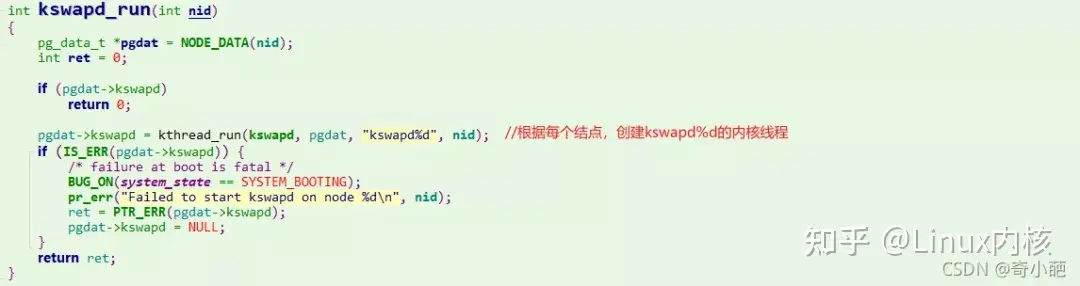 int kswapd_run(int nid)
{
    pg_data_t *pgdat = NODE_DATA(nid);
    int ret = 0;

    if (pgdat->kswapd)
        return 0;

    pgdat->kswapd = kthread_run(kswapd, pgdat, "kswapd%d", nid);   //根据每个结点，创建kswapd%d的内核线程
    if (IS_ERR(pgdat->kswapd)) {
        /* failure at boot is fatal */
        BUG_ON(system_state == SYSTEM_BOOTING);
        pr_err("Failed to start kswapd on node %d\n", nid);
        ret = PTR_ERR(pgdat->kswapd);
        pgdat->kswapd = NULL;
    }
    return ret;
}
知乎 @Linux内核
CSDN @奇小葩